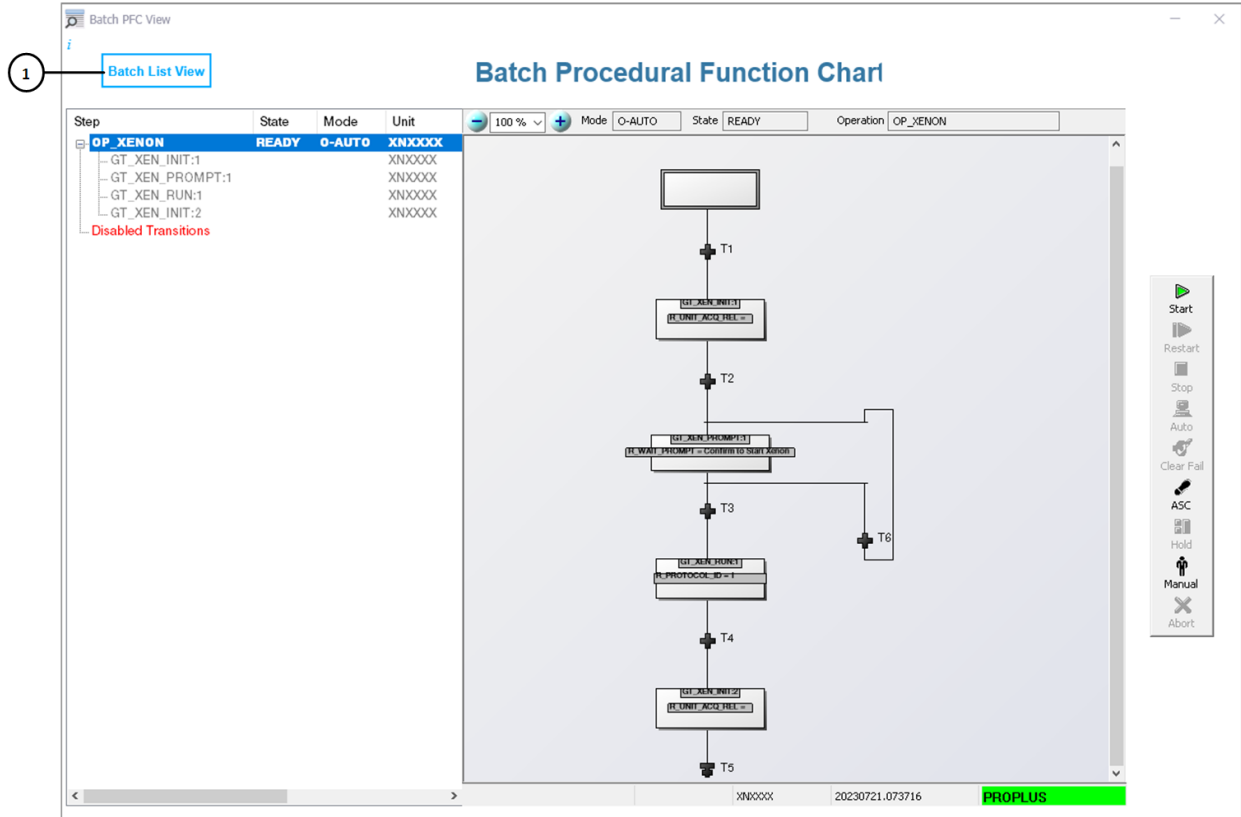 Batch PFC View
i
1
Batch List View
Batch Procedural Function Chart
Step State Mode Unit
OP_XENON READY O-AUTO XNXXXX
GT_XEN_INIT:1 XNXXXX
GT_XEN_PROMPT:1 XNXXXX
GT_XEN_RUN:1 XNXXXX
GT_XEN_INIT:2 XNXXXX
Disabled Transitions
100 % Mode O-AUTO State READY Operation OP_XENON
T1
GT_XEN_INIT:1
R_UNIT_ACQ_REL =
T2
GT_XEN_PROMPT:1
R_WAIT_PROMPT = Confirm to Start Xenon
T3
T6
GT_XEN_RUN:1
R_PROTOCOL_ID = 1
T4
GT_XEN_INIT:2
R_UNIT_ACQ_REL =
T5
Start
Restart
Stop
Auto
Clear Fail
ASC
Hold
Manual
Abort
XNXXXX 20230721.073716 PROPLUS